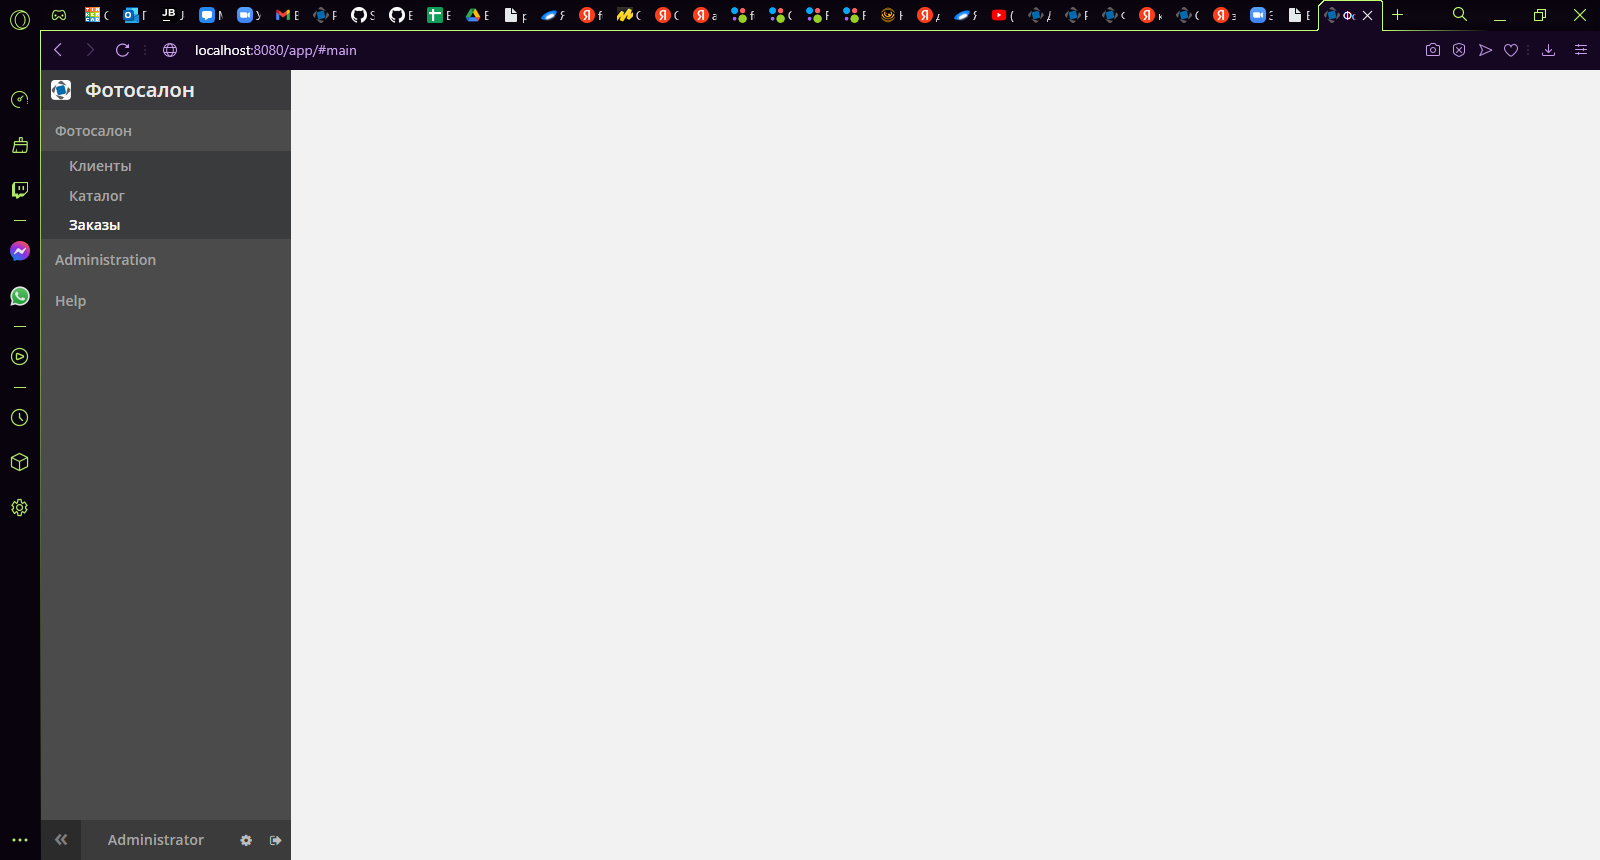 localhost:8080/app/#main
Фотосалон
Фотосалон
Клиенты
Каталог
Заказы
Administration
Help
Administrator